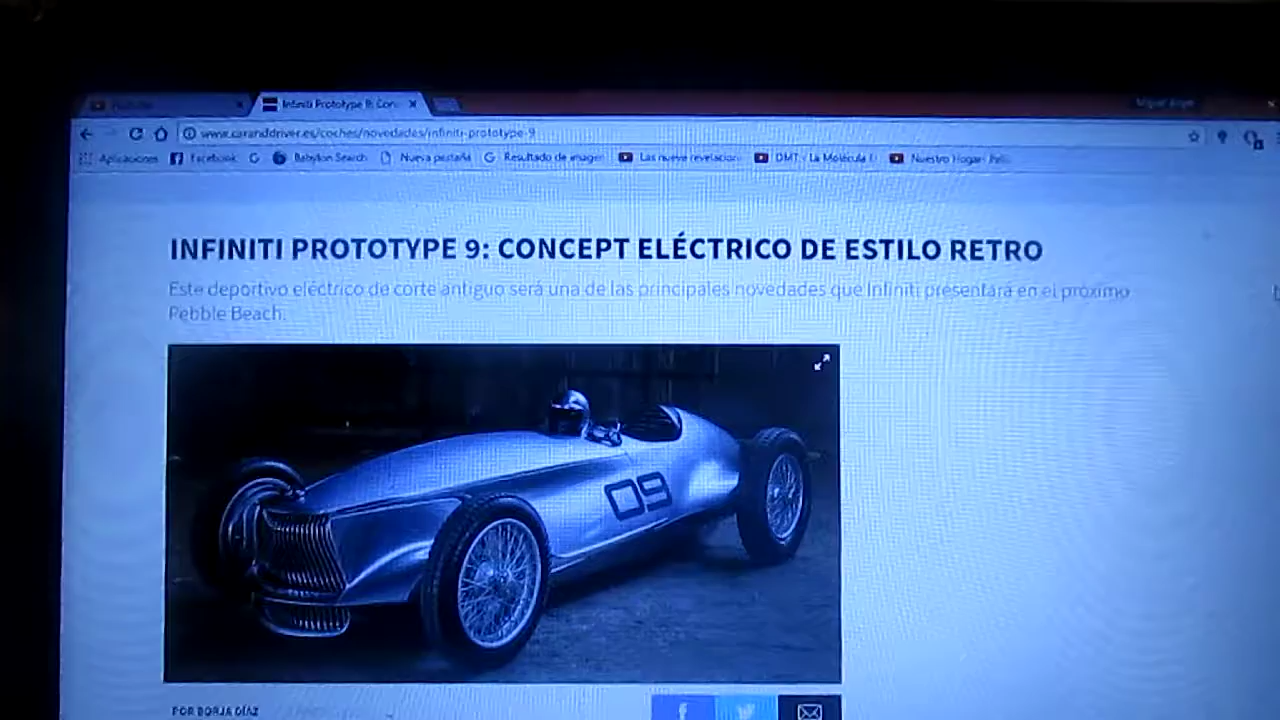 Infiniti Prototype 9: Con
www.caranddriver.es/coches/novedades/infiniti-prototype-9
Aplicaciones Facebook Babylon Search Nueva pestaña Resultado de imagen Las nueve revelacion DMT - La Molécula Nuestro Hogar-
INFINITI PROTOTYPE 9: CONCEPT ELÉCTRICO DE ESTILO RETRO
Este deportivo eléctrico de corte antiguo será una de las principales novedades que Infiniti presentará en el próximo
Pebble Beach.
09
POR BORJA DÍAZ